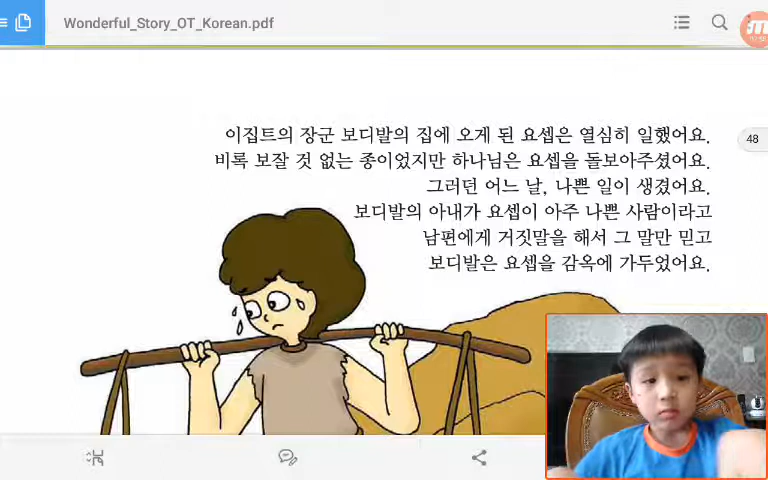 Wonderful_Story_OT_Korean.pdf
이집트의 장군 보디발의 집에 오게 된 요셉은 열심히 일했어요.
비록 보잘 것 없는 종이었지만 하나님은 요셉을 돌보아주셨어요.
그러던 어느 날, 나쁜 일이 생겼어요.
보디발의 아내가 요셉이 아주 나쁜 사람이라고
남편에게 거짓말을 해서 그 말만 믿고
보디발은 요셉을 감옥에 가두었어요.
48